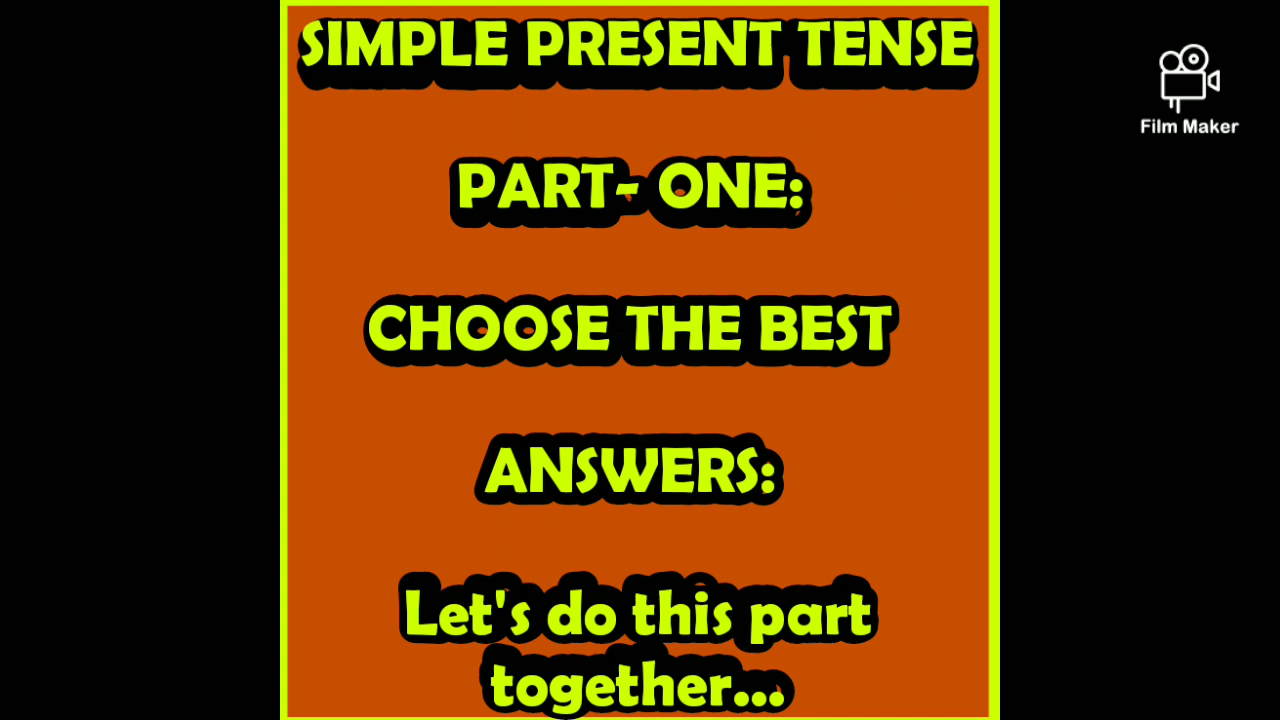 SIMPLE PRESENT TENSE
PART- ONE:
CHOOSE THE BEST
ANSWERS:
Let's do this part
together...
Film Maker